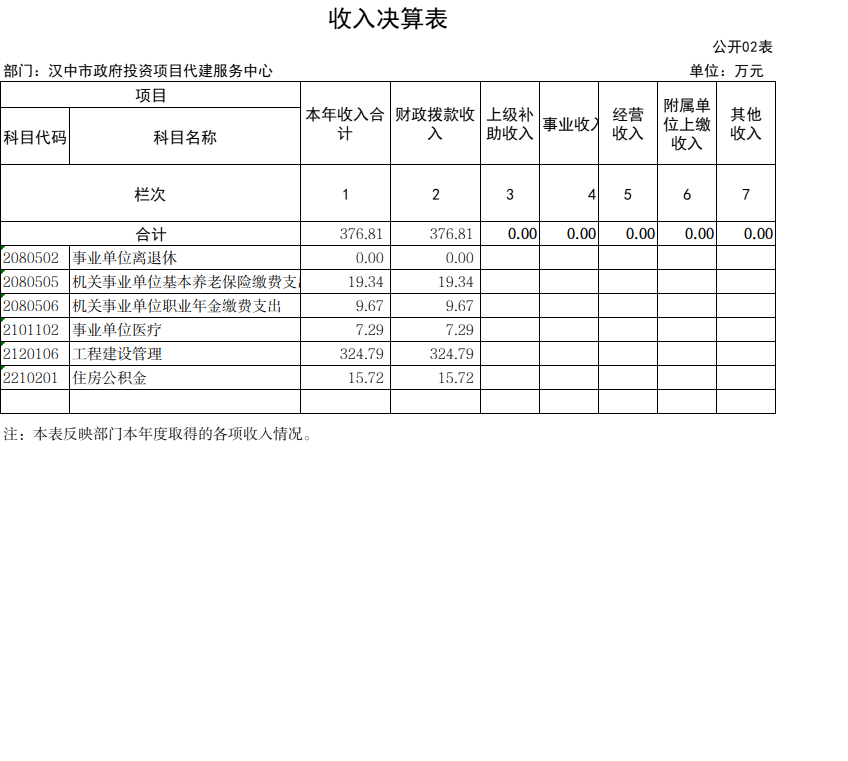 收入决算表
公开02表
部门：汉中市政府投资项目代建服务中心 单位：万元
项目 本年收入合计 财政拨款收入 上级补助收入 事业收入 经营收入 附属单位上缴收入 其他收入
科目代码 科目名称
栏次 1 2 3 4 5 6 7
合计 376.81 376.81 0.00 0.00 0.00 0.00 0.00
2080502 事业单位离退休 0.00 0.00
2080505 机关事业单位基本养老保险缴费支 19.34 19.34
2080506 机关事业单位职业年金缴费支出 9.67 9.67
2101102 事业单位医疗 7.29 7.29
2120106 工程建设管理 324.79 324.79
2210201 住房公积金 15.72 15.72
注：本表反映部门本年度取得的各项收入情况。